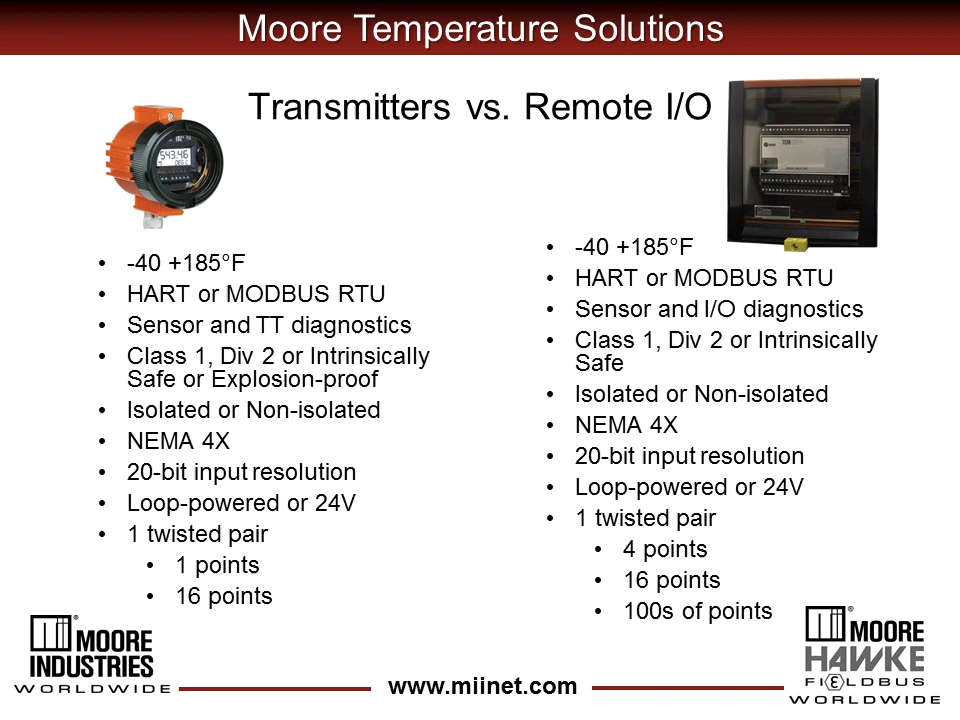 Moore Temperature Solutions
Transmitters vs. Remote I/O
543.46
• -40 +185°F
• HART or MODBUS RTU
• Sensor and TT diagnostics
• Class 1, Div 2 or Intrinsically
Safe or Explosion-proof
• Isolated or Non-isolated
• NEMA 4X
• 20-bit input resolution
• Loop-powered or 24V
• 1 twisted pair
• 1 points
• 16 points
• -40 +185°F
• HART or MODBUS RTU
• Sensor and I/O diagnostics
• Class 1, Div 2 or Intrinsically
Safe
• Isolated or Non-isolated
• NEMA 4X
• 20-bit input resolution
• Loop-powered or 24V
• 1 twisted pair
• 4 points
• 16 points
• 100s of points
MOORE
INDUSTRIES
WORLDWIDE
www.miinet.com
MOORE
HAWKE
FIELDBUS
WORLDWIDE